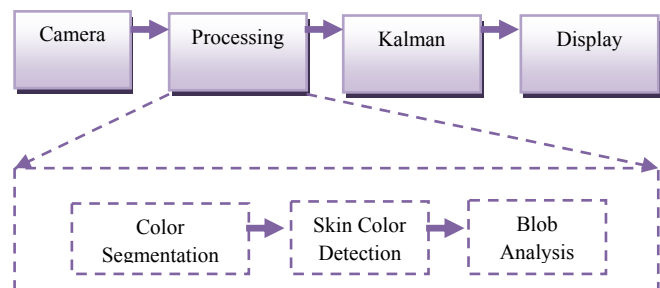 Camera
Processing
Kalman
Display
Color
Segmentation
Skin Color
Detection
Blob
Analysis